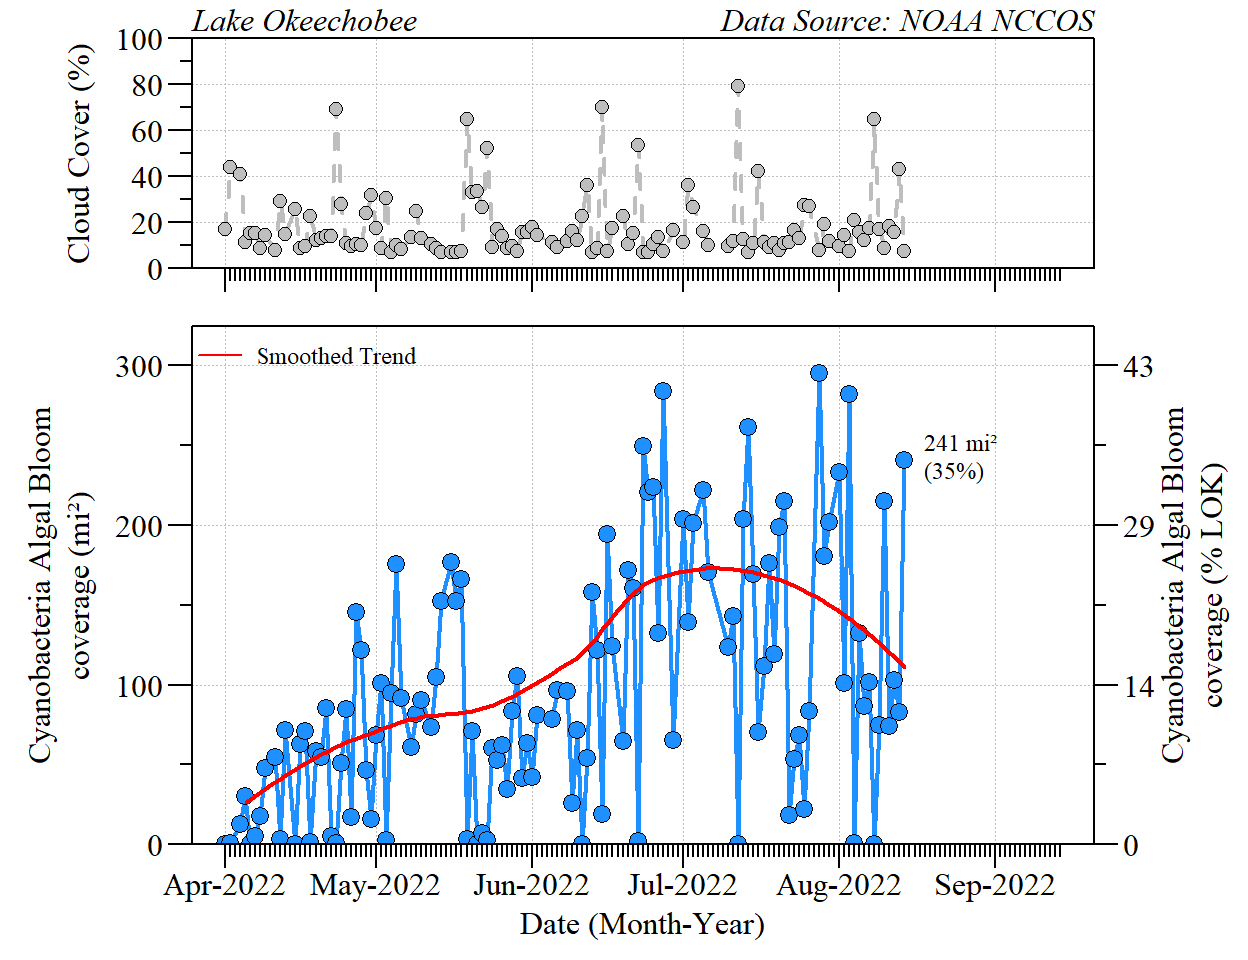 Lake Okeechobee Data Source: NOAA NCCOS
Cloud Cover (%)
100
80
60
40
20
0
Smoothed Trend
Cyanobacteria Algal Bloom
coverage (mi²)
300
200
100
0
241 mi²
(35%)
43
29
14
0
Cyanobacteria Algal Bloom
coverage (% LOK)
Apr-2022 May-2022 Jun-2022 Jul-2022 Aug-2022 Sep-2022
Date (Month-Year)